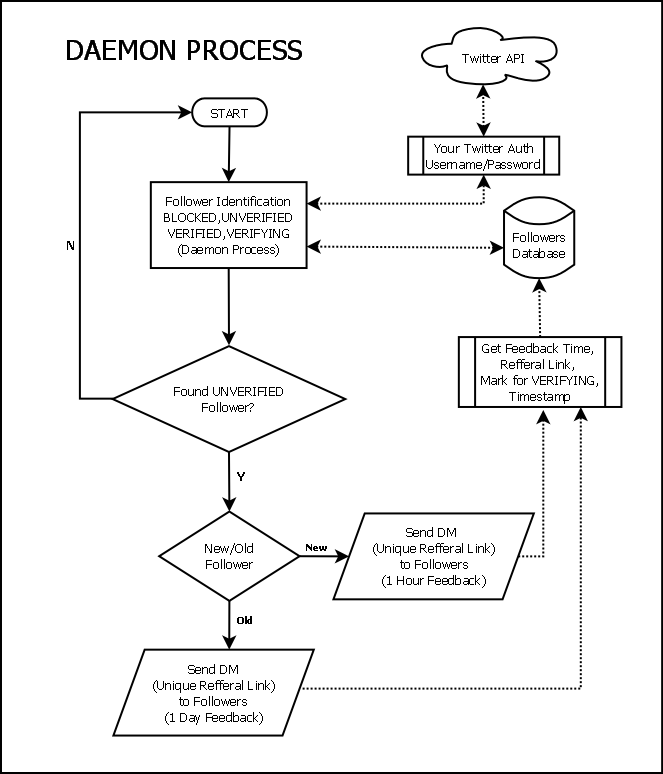 DAEMON PROCESS
Twitter API
START
Your Twitter Auth
Username/Password
Follower Identification
BLOCKED,UNVERIFIED
VERIFIED,VERIFYING
(Daemon Process)
Followers
Database
N
Get Feedback Time,
Refferal Link,
Mark for VERIFYING,
Timestamp
Found UNVERIFIED
Follower?
Y
New/Old
Follower
New
Send DM
(Unique Refferal Link)
to Followers
(1 Hour Feedback)
Old
Send DM
(Unique Refferal Link)
to Followers
(1 Day Feedback)